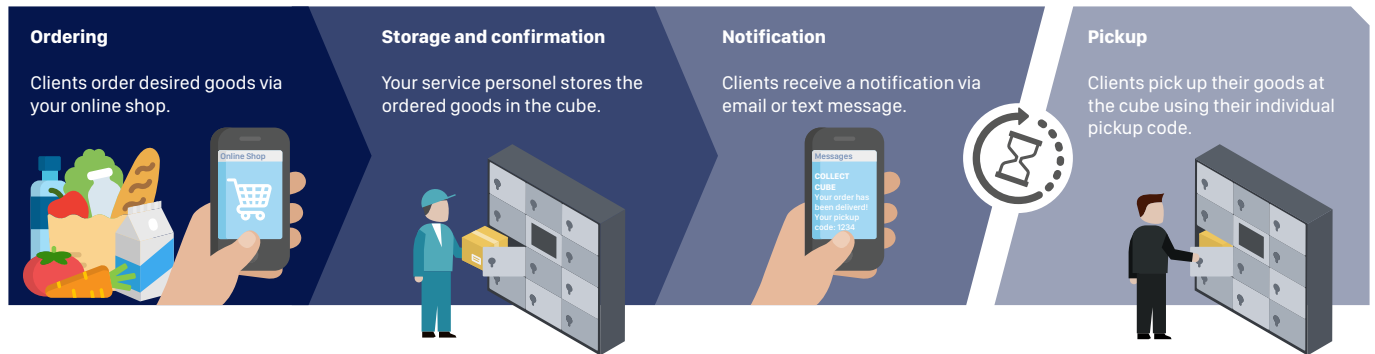 Ordering
Clients order desired goods via
your online shop.
Online Shop
Storage and confirmation
Your service personel stores the
ordered goods in the cube.
Notification
Clients receive a notification via
email or text message.
Messages
COLLECT
CUBE
Your order has
been deliverd!
Your pickup
code: 1234
Pickup
Clients pick up their goods at
the cube using their individual
pickup code.